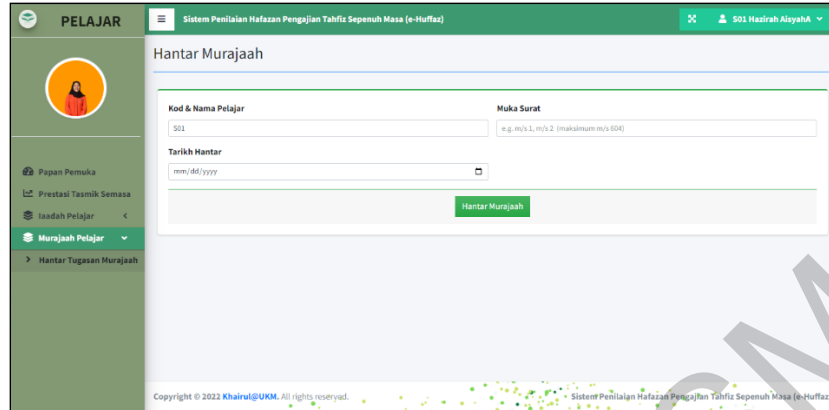 PELAJAR
Sistem Penilaian Hafazan Pengajian Tahfiz Sepenuh Masa (e-Huffaz)
S01 Hazirah AisyahA
Hantar Murajaah
Kod & Nama Pelajar
Muka Surat
S01
e.g. m/s 1, m/s 2 (maksimum m/s 604)
Tarikh Hantar
mm/dd/yyyy
Hantar Murajaah
Papan Pemuka
Prestasi Tasmik Semasa
Iaadah Pelajar
Murajaah Pelajar
Hantar Tugasan Murajaah
Copyright © 2022 Khairul@UKM. All rights reserved.
Sistem Penilaian Hafazan Pengajian Tahfiz Sepenuh Masa (e-Huffaz